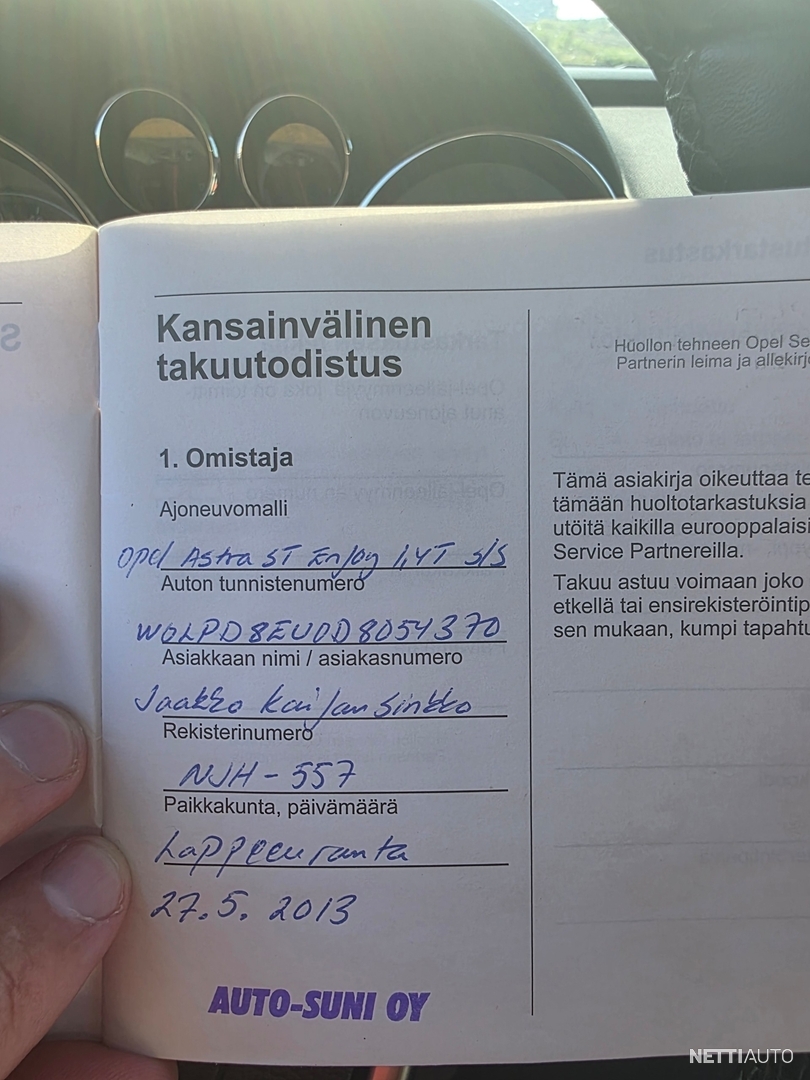 Kansainvälinen
takuutodistus
1. Omistaja
Ajoneuvomalli
Opel Astra ST Enjoy 1,4T S/S
Auton tunnistenumero
W0LPD8EU0D8054370
Asiakkaan nimi / asiakasnumero
Jaakko Kaijansinkko
Rekisterinumero
NJH-557
Paikkakunta, päivämäärä
Lappeenranta
27.5. 2013
AUTO-SUNI OY
Huollon tehneen Opel Se
Partnerin leima ja allekirjo
Tämä asiakirja oikeuttaa te
tämään huoltotarkastuksia
utöitä kaikilla eurooppalaisi
Service Partnereilla.
Takuu astuu voimaan joko
etkellä tai ensirekisteröintip
sen mukaan, kumpi tapahtu
NETTIAUTO